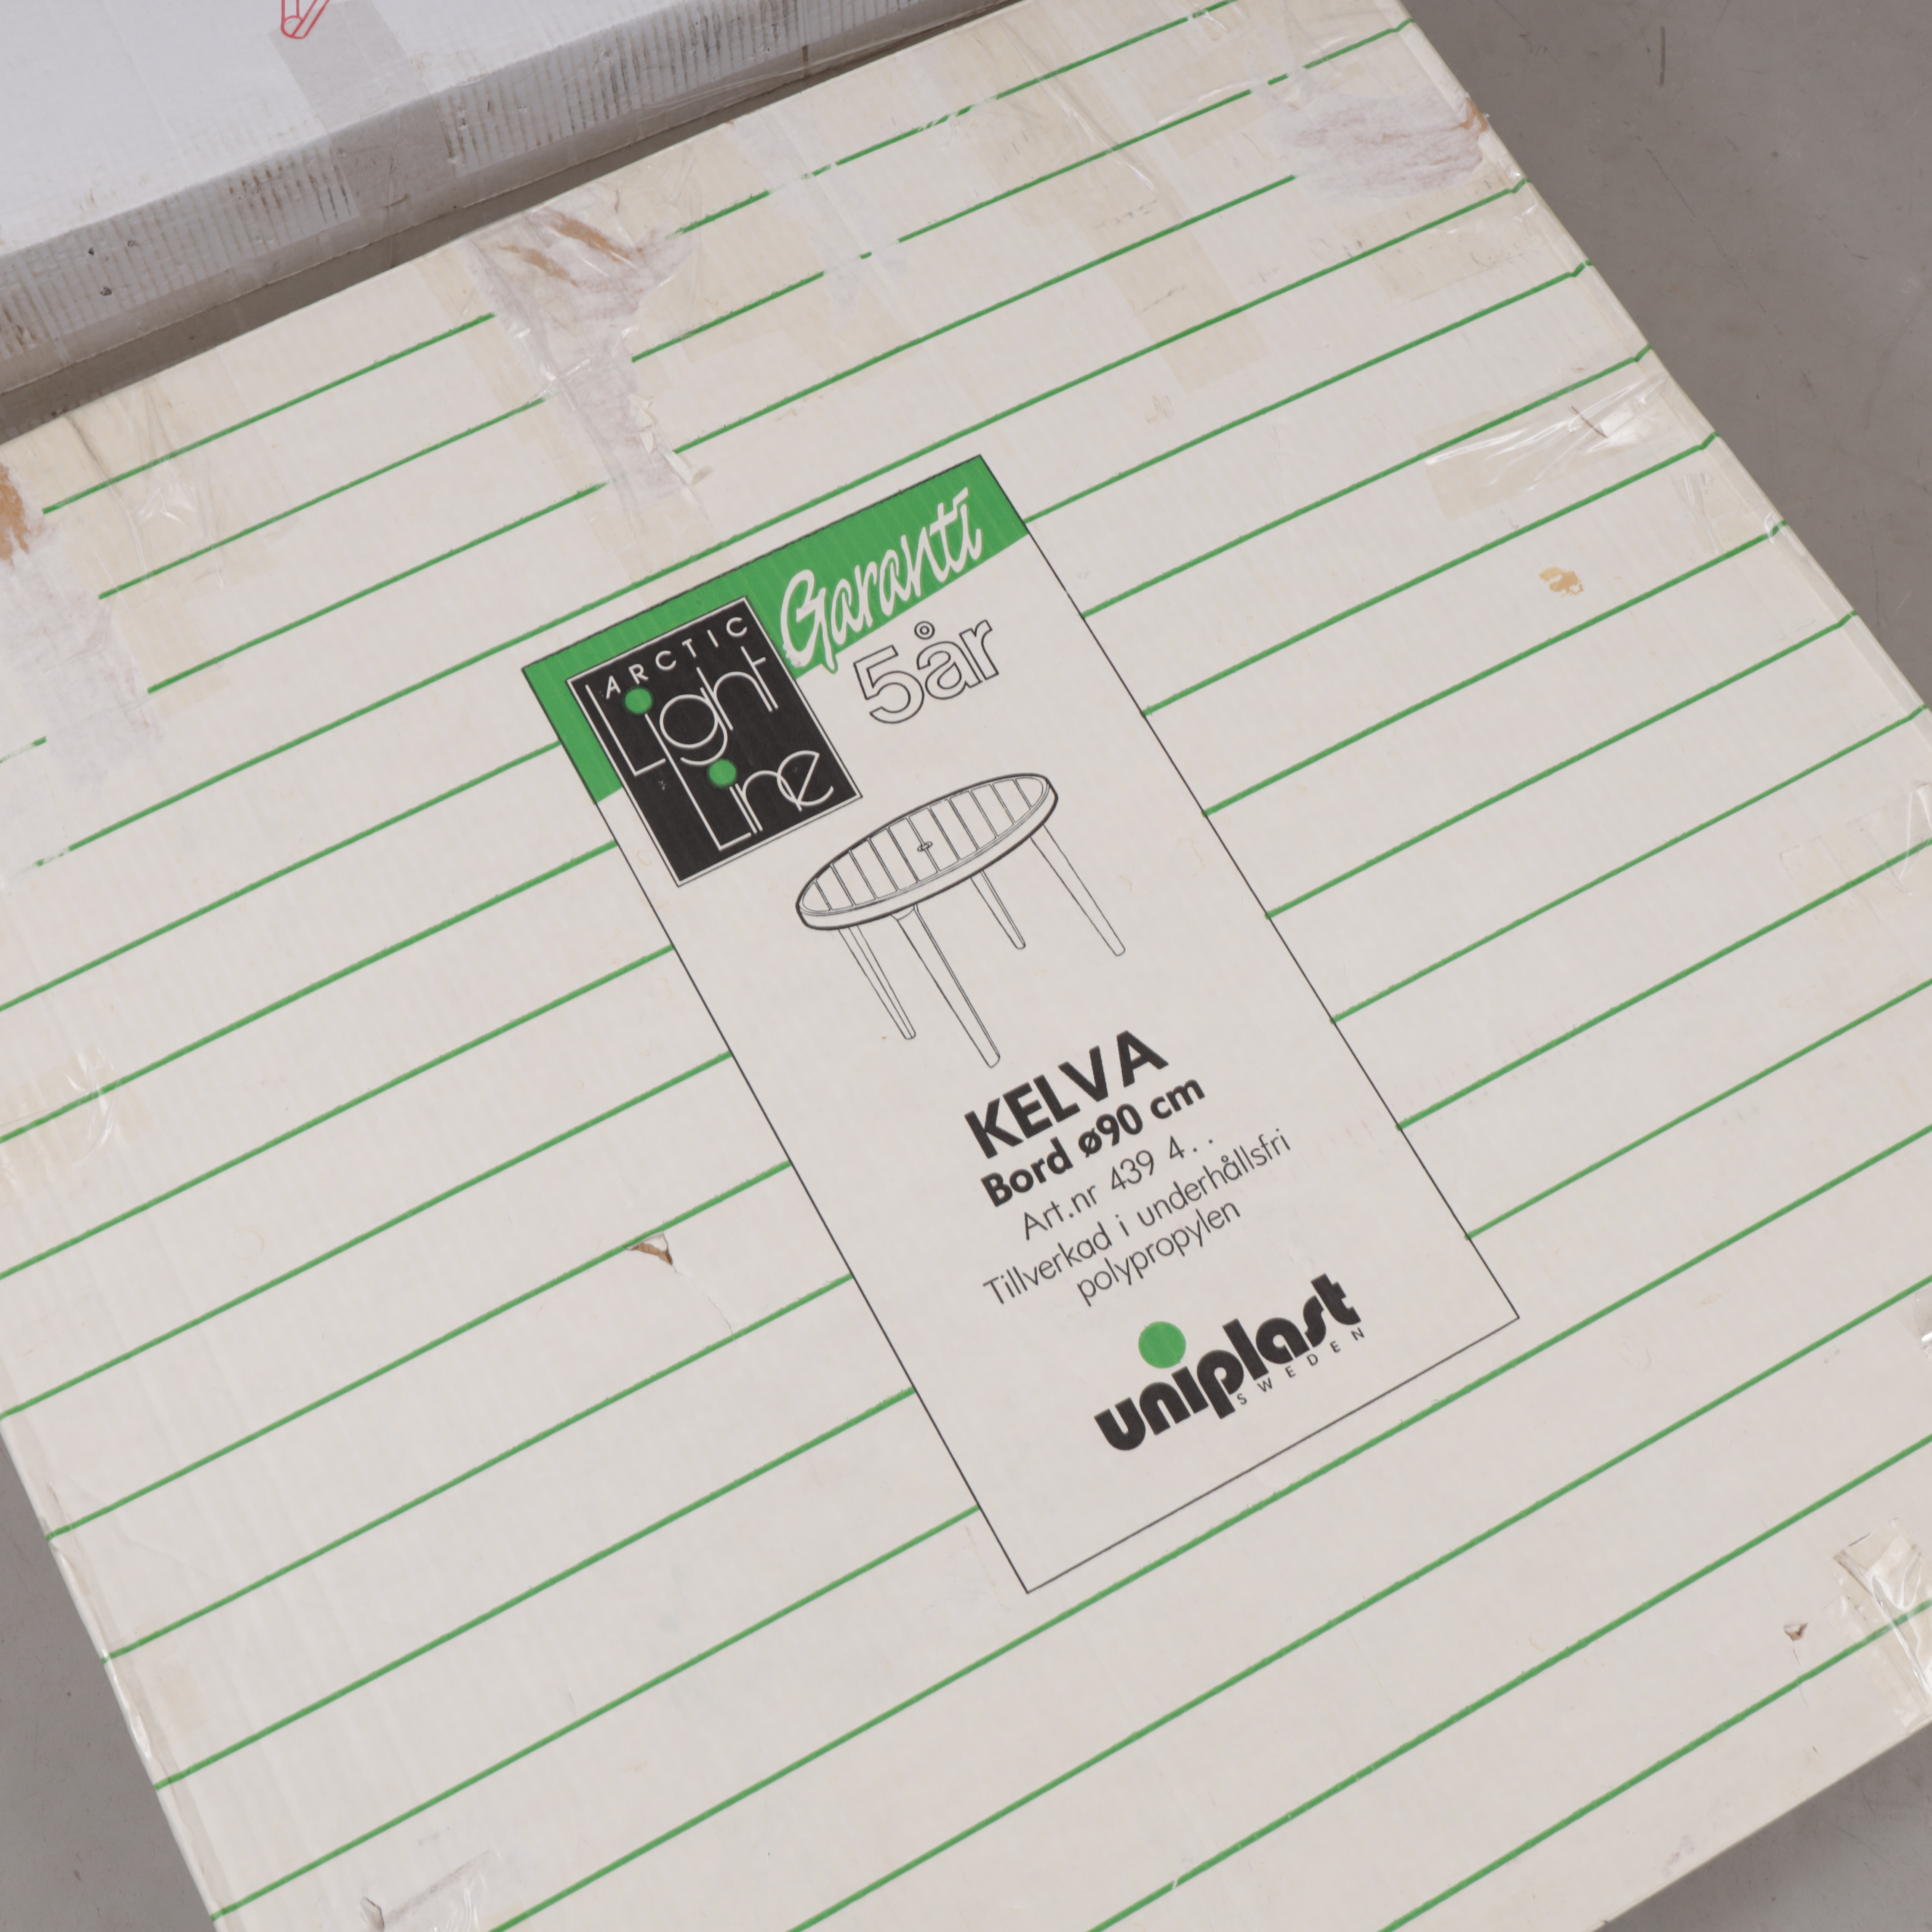 Garanti
5år
ARCTIC
Light
Line
KELVA
Bord ø90 cm
Art.nr 439 4. .
Tillverkad i underhållsfri
polypropylen
uniplast
SWEDEN